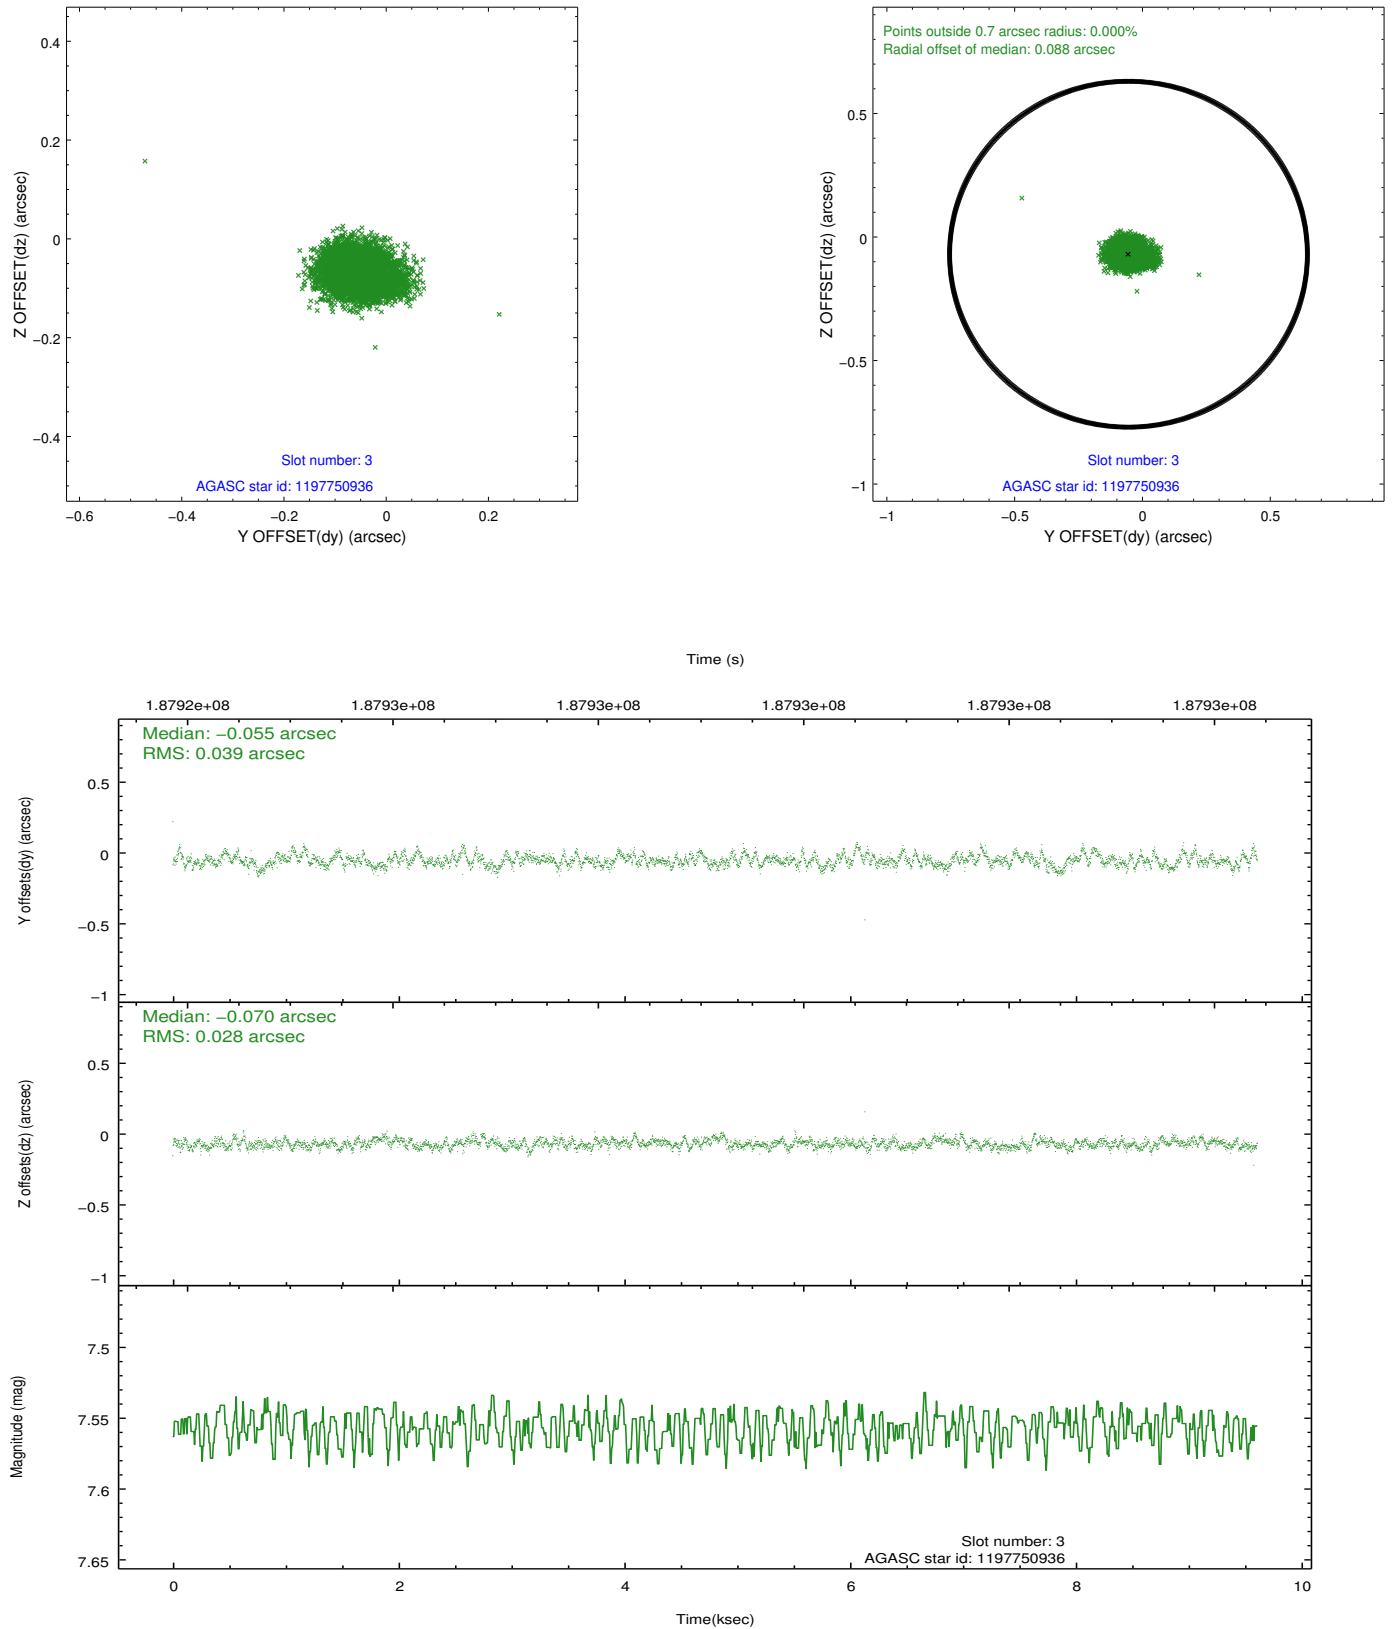 0.4
0.2
0
−0.2
−0.4
Z OFFSET(dz) (arcsec)
Slot number: 3
AGASC star id: 1197750936
−0.6 −0.4 −0.2 0 0.2
Y OFFSET(dy) (arcsec)
Points outside 0.7 arcsec radius: 0.000%
Radial offset of median: 0.088 arcsec
0.5
0
−0.5
−1
Z OFFSET(dz) (arcsec)
Slot number: 3
AGASC star id: 1197750936
−1 −0.5 0 0.5
Y OFFSET(dy) (arcsec)
Time (s)
1.8792e+08 1.8793e+08 1.8793e+08 1.8793e+08 1.8793e+08 1.8793e+08
Median: −0.055 arcsec
RMS: 0.039 arcsec
0.5
0
−0.5
−1
Y offsets(dy) (arcsec)
Median: −0.070 arcsec
RMS: 0.028 arcsec
0.5
0
−0.5
−1
Z offsets(dz) (arcsec)
7.5
7.55
7.6
7.65
Magnitude (mag)
Slot number: 3
AGASC star id: 1197750936
0 2 4 6 8 10
Time(ksec)